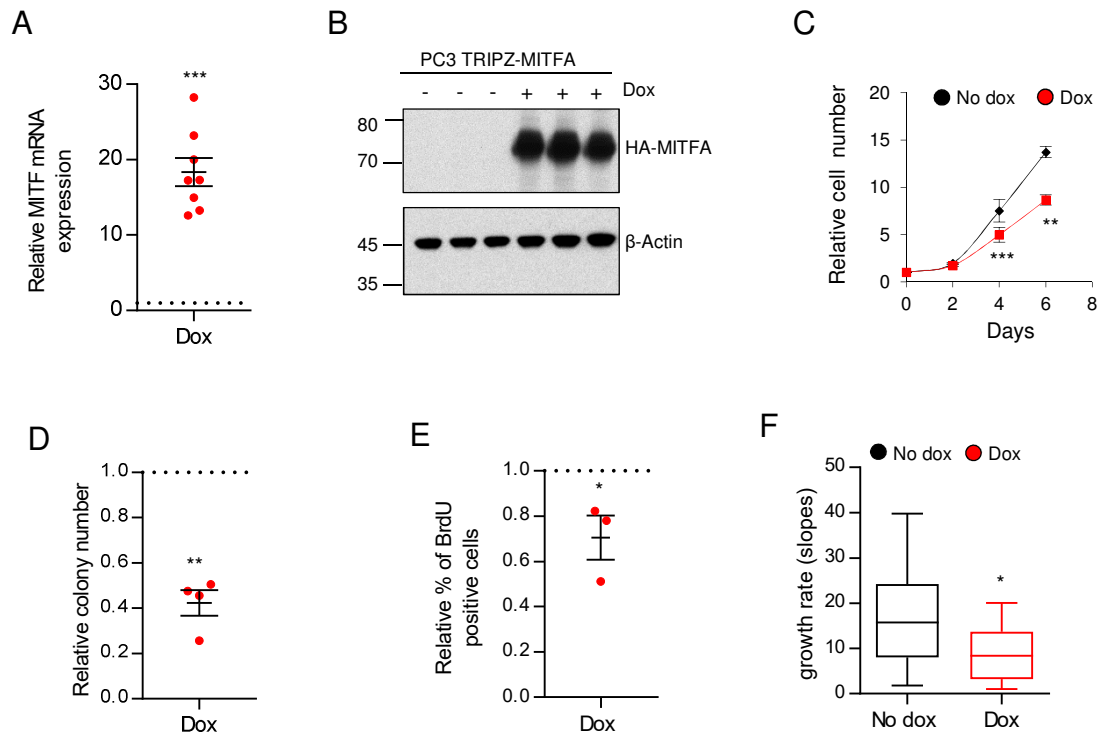 A
***
30
20
10
0
Relative MITF mRNA
expression
Dox
B
PC3 TRIPZ-MITFA
- - - + + + Dox
80
70
HA-MITFA
45
35
β-Actin
C
No dox Dox
20
15
10
5
0
Relative cell number
***
**
0 2 4 6 8
Days
D
1.0
0.8
0.6
0.4
0.2
0.0
Relative colony number
**
Dox
E
1.0
0.8
0.6
0.4
0.2
0.0
Relative % of BrdU
positive cells
*
Dox
F
No dox Dox
50
40
30
20
10
0
growth rate (slopes)
*
No dox Dox